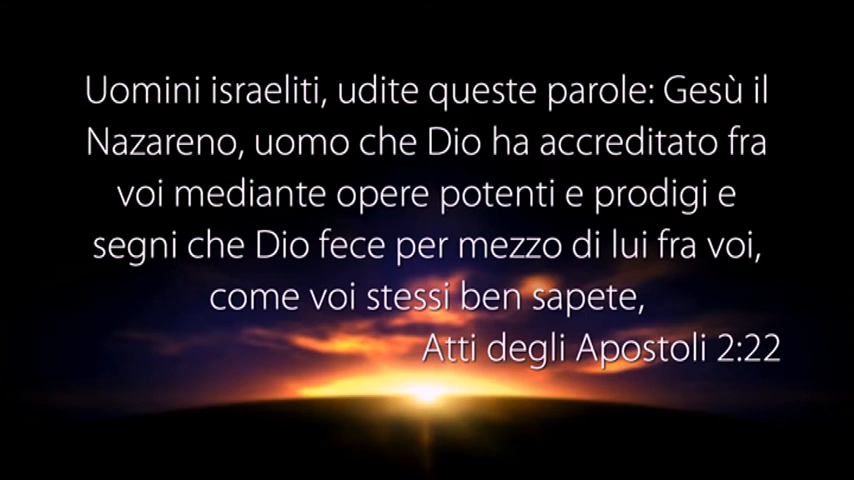 Uomini israeliti, udite queste parole: Gesù il
Nazareno, uomo che Dio ha accreditato fra
voi mediante opere potenti e prodigi e
segni che Dio fece per mezzo di lui fra voi,
come voi stessi ben sapete,
Atti degli Apostoli 2:22